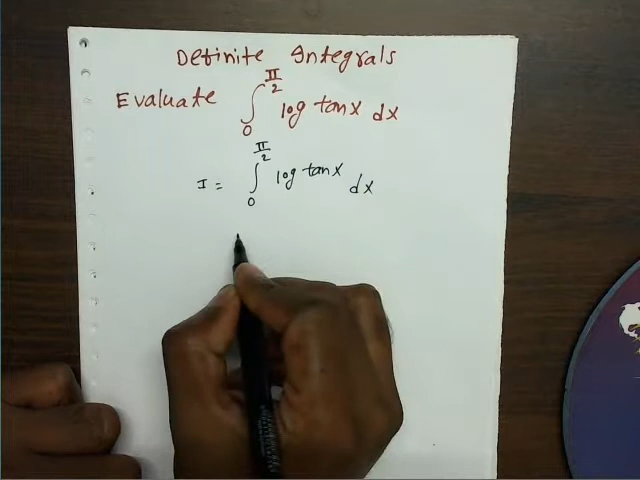 Definite Integrals
Evaluate ∫₀^(π/2) log tanx dx
I = ∫₀^(π/2) log tanx dx